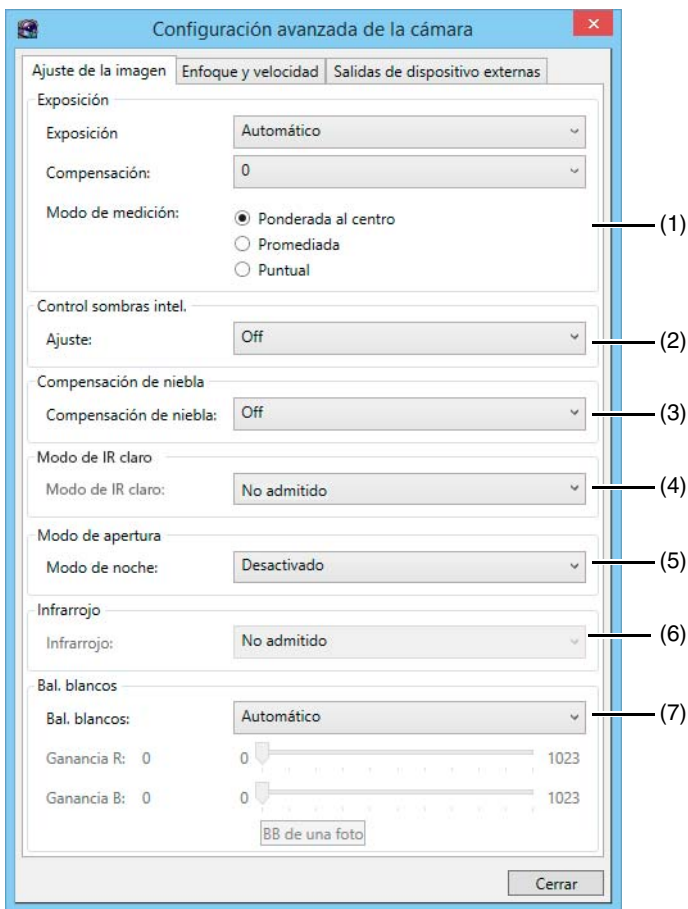 Configuración avanzada de la cámara
Ajuste de la imagen Enfoque y velocidad Salidas de dispositivo externas
Exposición
Exposición Automático
Compensación: 0
Modo de medición: Ponderada al centro (1)
Promediada
Puntual
Control sombras intel.
Ajuste: Off (2)
Compensación de niebla
Compensación de niebla: Off (3)
Modo de IR claro
Modo de IR claro: No admitido (4)
Modo de apertura
Modo de noche: Desactivado (5)
Infrarrojo
Infrarrojo: No admitido (6)
Bal. blancos
Bal. blancos: Automático (7)
Ganancia R: 0 0 1023
Ganancia B: 0 0 1023
BB de una foto
Cerrar